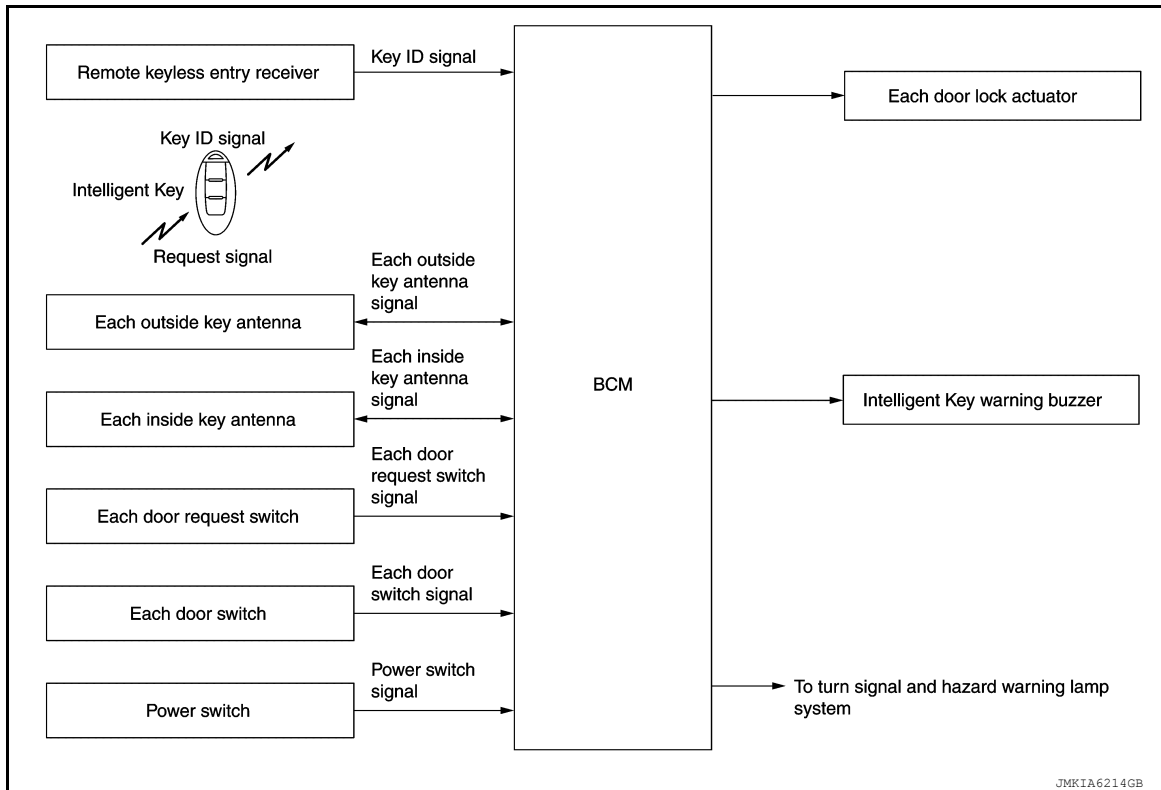 Remote keyless entry receiver
Key ID signal
Key ID signal
Intelligent Key
Request signal
Each outside
key antenna
signal
Each outside key antenna
Each inside
key antenna
signal
Each inside key antenna
Each door
request switch
signal
Each door request switch
Each door
switch signal
Each door switch
Power switch
signal
Power switch
BCM
Each door lock actuator
Intelligent Key warning buzzer
To turn signal and hazard warning lamp
system
JMKIA6214GB